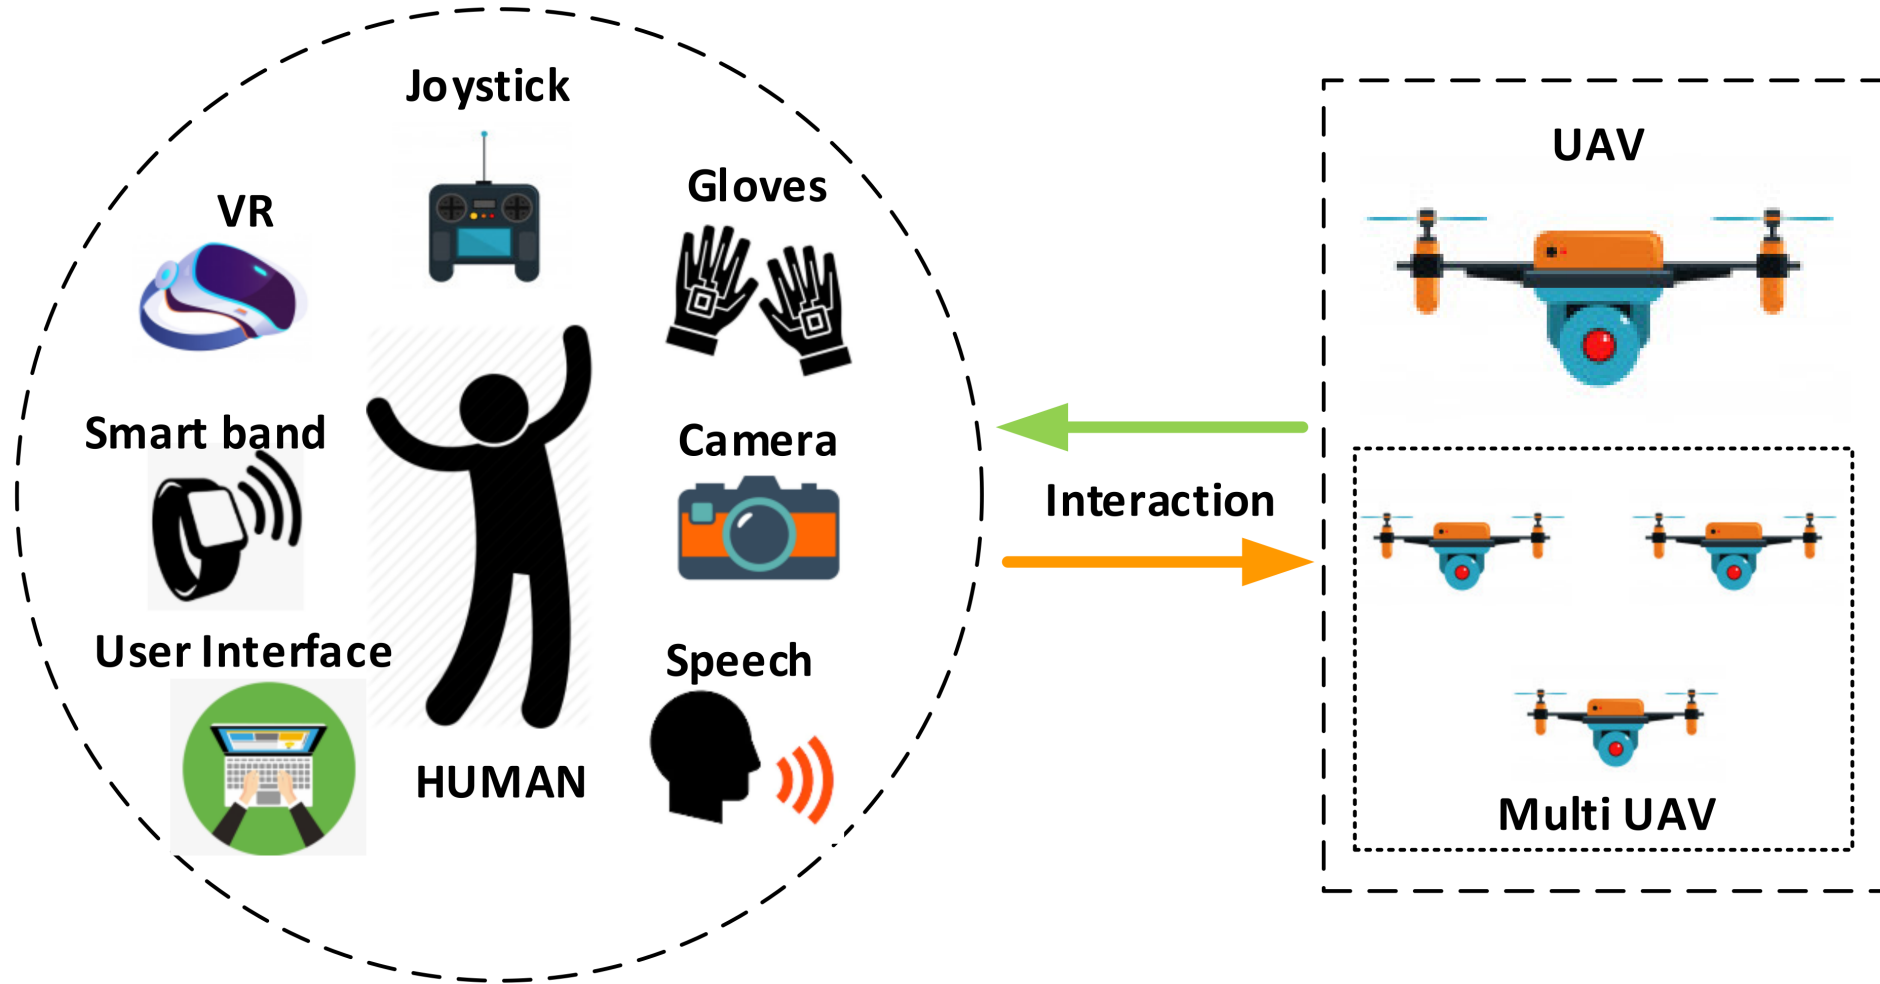 Joystick
VR
Gloves
Smart band
Camera
User Interface
Speech
HUMAN
Interaction
UAV
Multi UAV